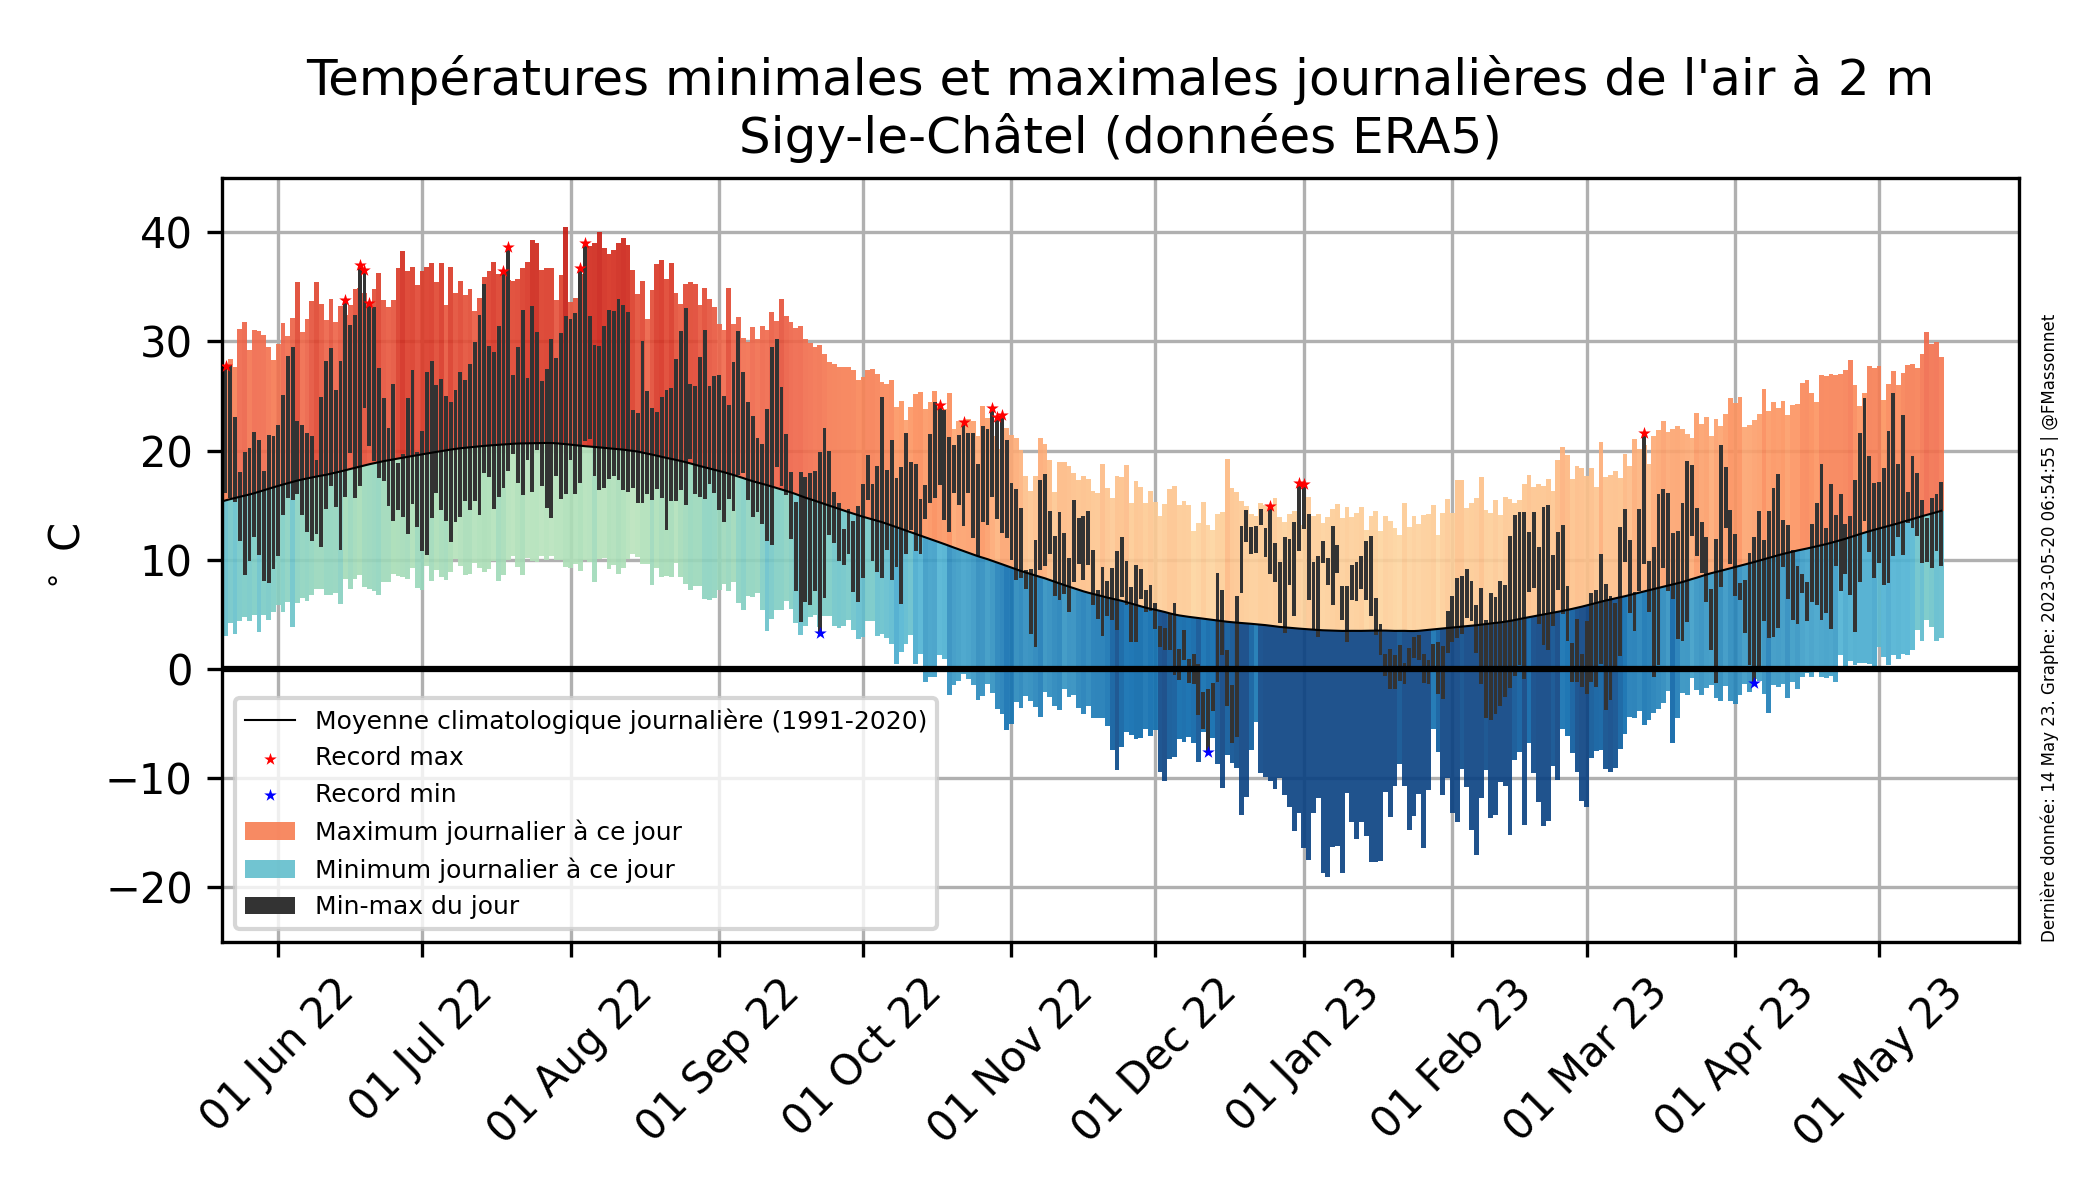 Températures minimales et maximales journalières de l'air à 2 m
Sigy-le-Châtel (données ERA5)
° C
40
30
20
10
0
−10
−20
Moyenne climatologique journalière (1991-2020)
Record max
Record min
Maximum journalier à ce jour
Minimum journalier à ce jour
Min-max du jour
01 Jun 22
01 Jul 22
01 Aug 22
01 Sep 22
01 Oct 22
01 Nov 22
01 Dec 22
01 Jan 23
01 Feb 23
01 Mar 23
01 Apr 23
01 May 23
Dernière donnée: 14 May 23. Graphe: 2023-05-20 06:54:55 | @FMassonnet